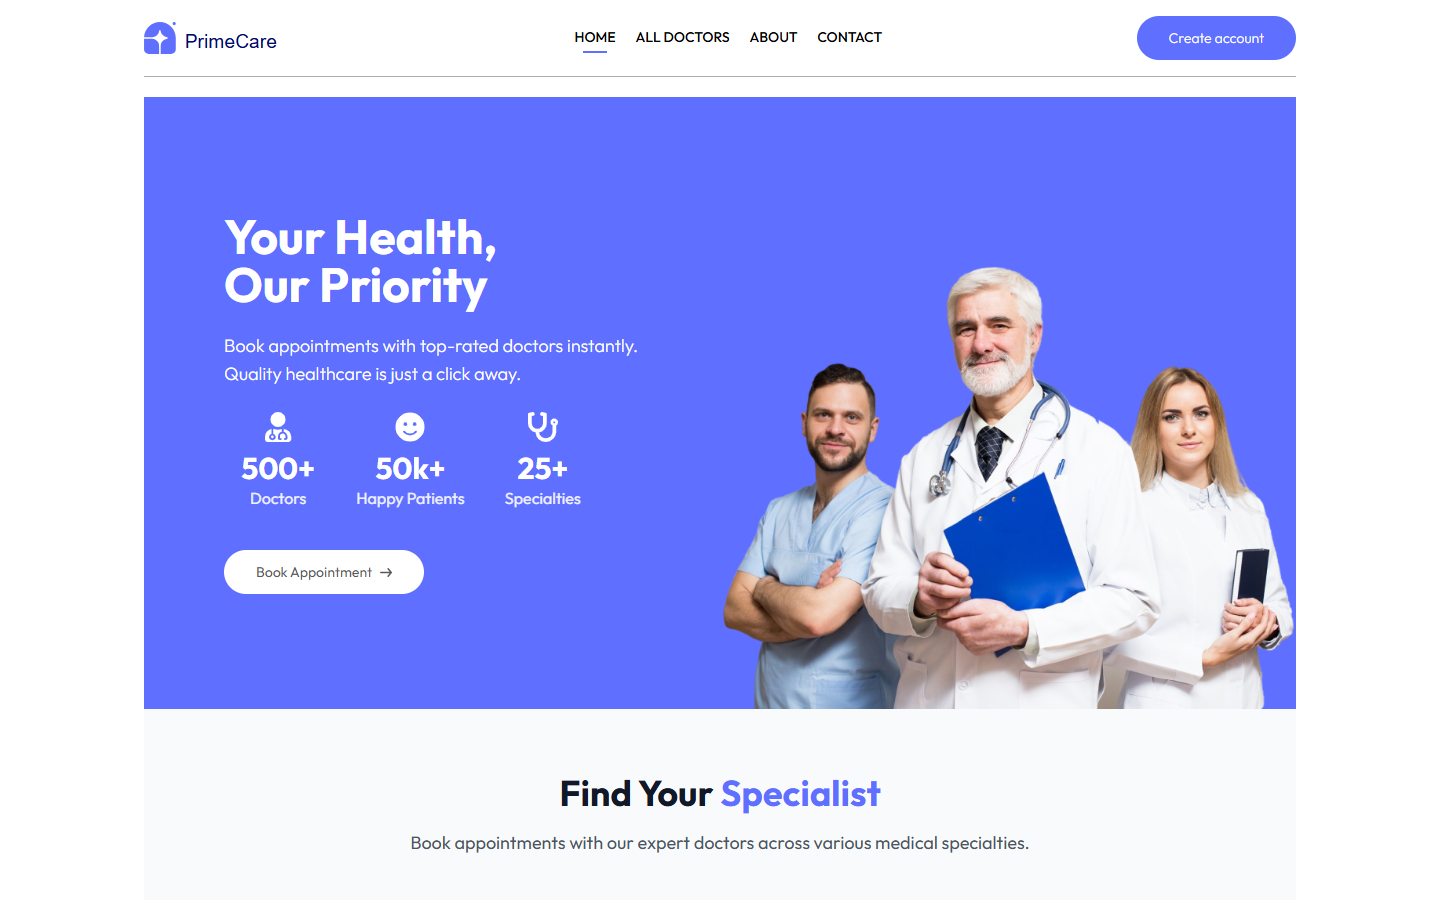 PrimeCare
HOME
ALL DOCTORS
ABOUT
CONTACT
Create account
Your Health,
Our Priority
Book appointments with top-rated doctors instantly.
Quality healthcare is just a click away.
500+
Doctors
50k+
Happy Patients
25+
Specialties
Book Appointment →
Find Your Specialist
Book appointments with our expert doctors across various medical specialties.